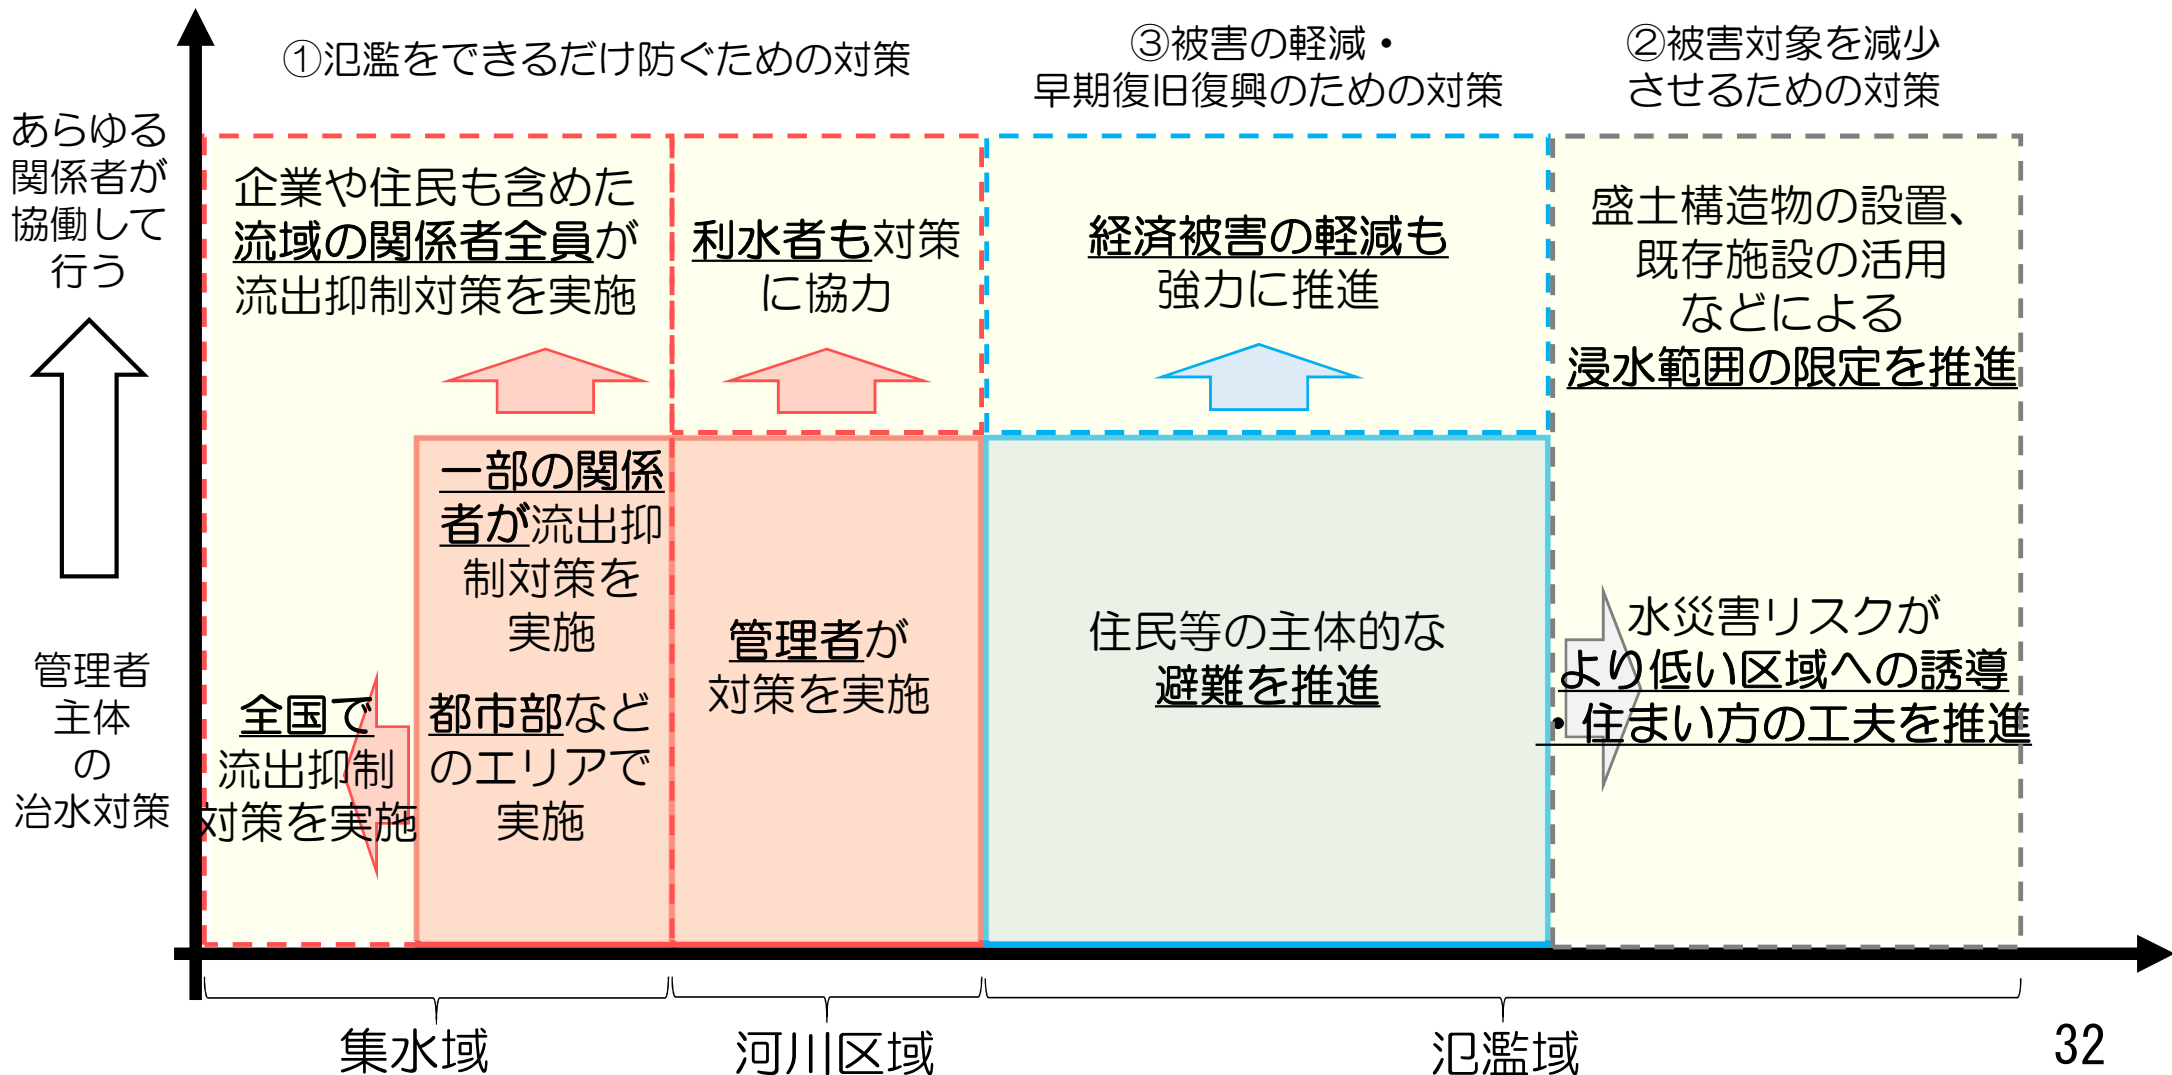 ①氾濫をできるだけ防ぐための対策
③被害の軽減・
早期復旧復興のための対策
②被害対象を減少
させるための対策
あらゆる
関係者が
協働して
行う
管理者
主体
の
治水対策
企業や住民も含めた
流域の関係者全員が
流出抑制対策を実施
利水者も対策
に協力
経済被害の軽減も
強力に推進
盛土構造物の設置、
既存施設の活用
などによる
浸水範囲の限定を推進
全国で
流出抑制
対策を実施
一部の関係
者が流出抑
制対策を
実施
都市部など
のエリアで
実施
管理者が
対策を実施
住民等の主体的な
避難を推進
水災害リスクが
より低い区域への誘導
・住まい方の工夫を推進
集水域
河川区域
氾濫域
32